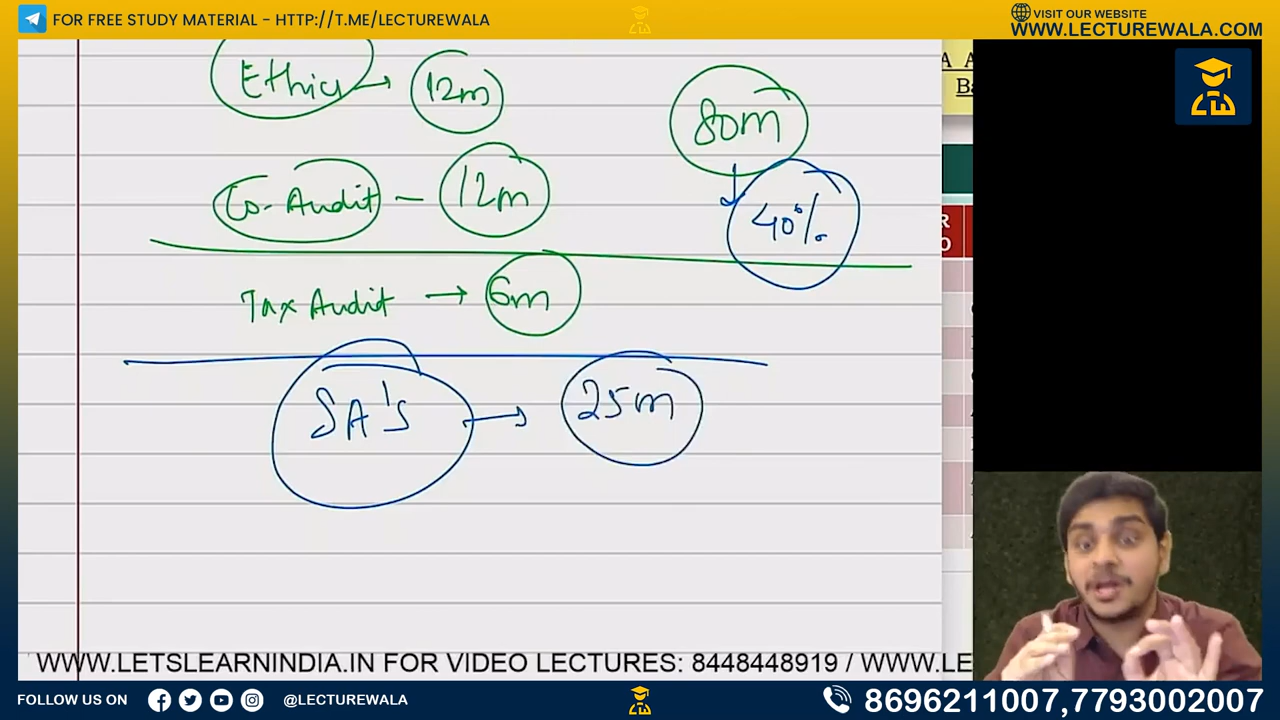 FOR FREE STUDY MATERIAL - HTTP://T.ME/LECTUREWALA
VISIT OUR WEBSITE
WWW.LECTUREWALA.COM
Ethics → 12m
80m
Co-Audit - 12m
40%
Tax Audit → 6m
SA's → 25m
A A
Ba
R
O
WWW.LETSLEARNINDIA.IN FOR VIDEO LECTURES: 8448448919 / WWW.LE
FOLLOW US ON
@LECTUREWALA
8696211007,7793002007